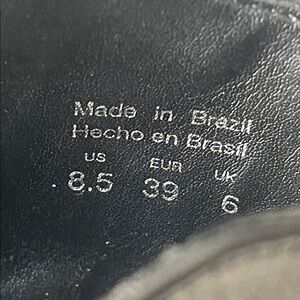 Made in Brazil
Hecho en Brasil
US EUR UK
8.5 39 6